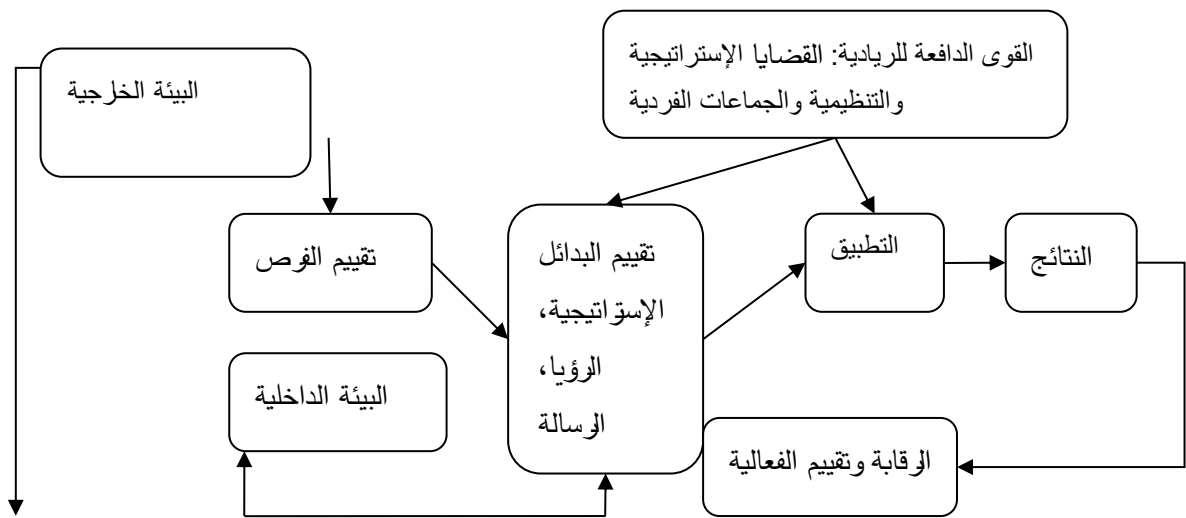 القوى الدافعة للريادية: القضايا الإستراتيجية
والتنظيمية والجماعات الفردية
البيئة الخارجية
تقييم الفرص
تقييم البدائل
الإستراتيجية،
الرؤيا،
الرسالة
التطبيق
النتائج
البيئة الداخلية
الرقابة وتقييم الفعالية